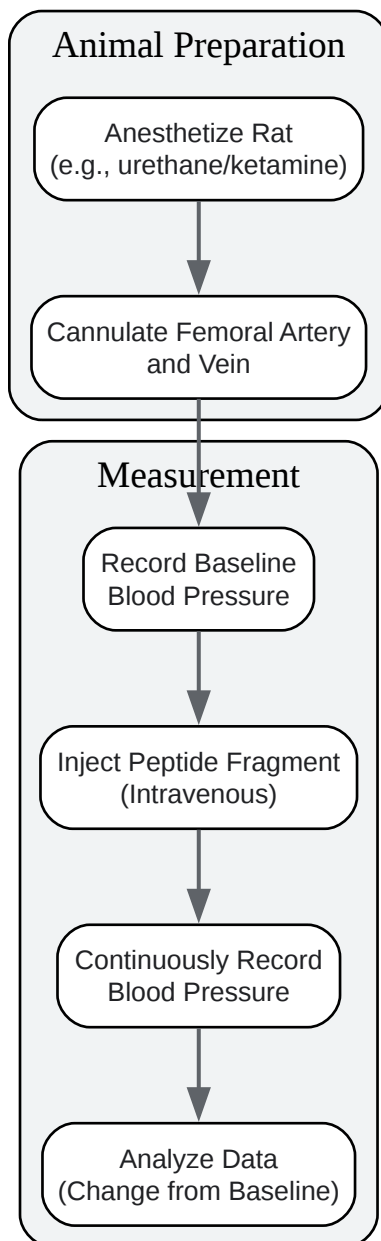 Animal Preparation
Anesthetize Rat
(e.g., urethane/ketamine)
Cannulate Femoral Artery
and Vein
Measurement
Record Baseline
Blood Pressure
Inject Peptide Fragment
(Intravenous)
Continuously Record
Blood Pressure
Analyze Data
(Change from Baseline)